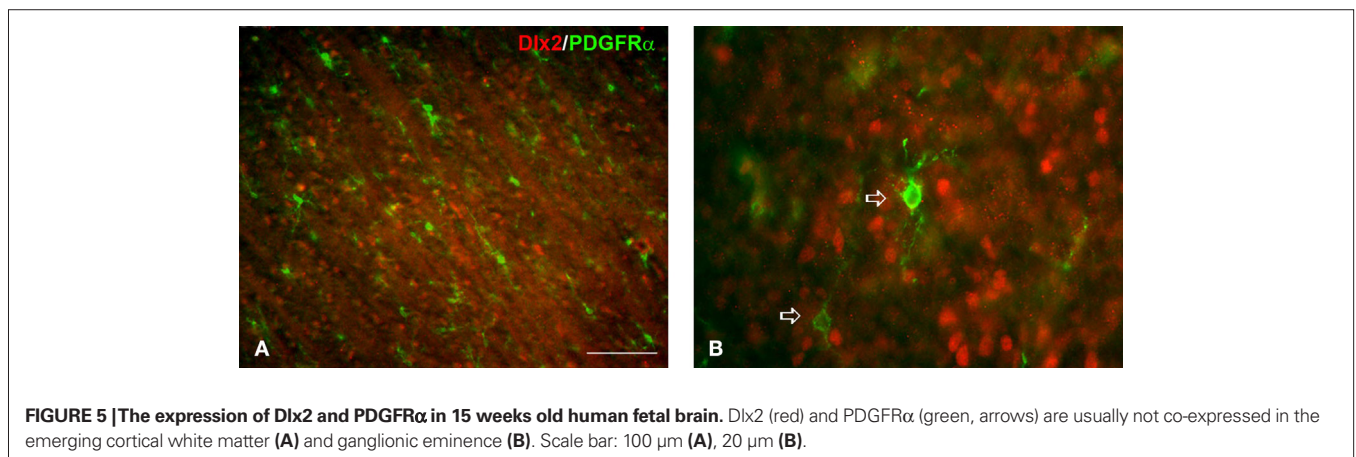 Dlx2/PDGFRα
A
B
FIGURE 5 | The expression of Dlx2 and PDGFRα in 15 weeks old human fetal brain. Dlx2 (red) and PDGFRα (green, arrows) are usually not co-expressed in the
emerging cortical white matter (A) and ganglionic eminence (B). Scale bar: 100 μm (A), 20 μm (B).